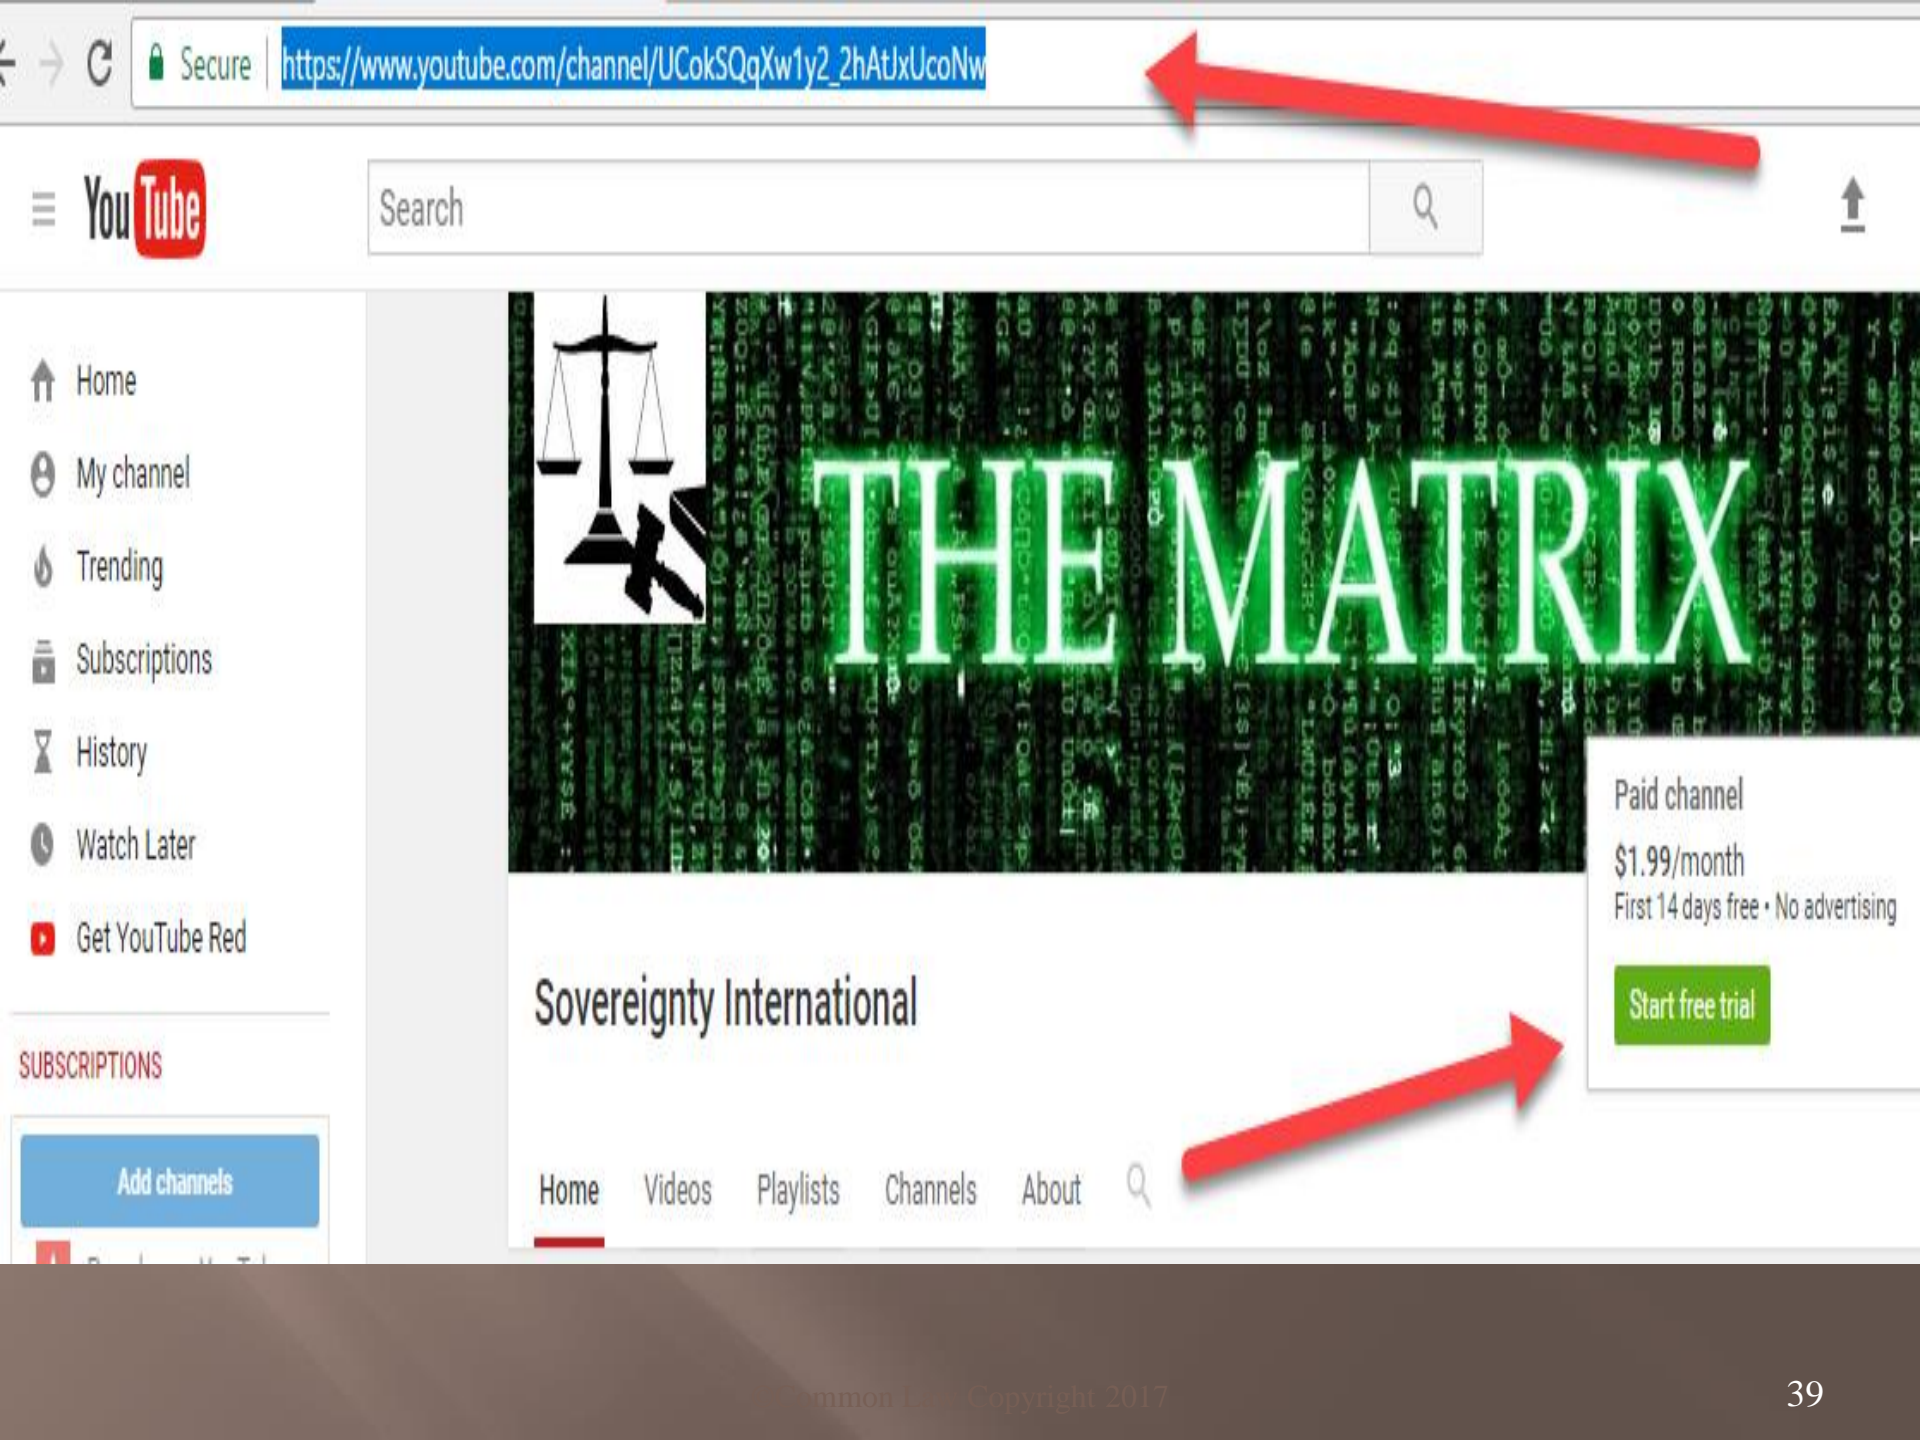 Secure
https://www.youtube.com/channel/UCokSQqXw1y2_2hAtJxUcoNw
YouTube
Search
Home
My channel
Trending
Subscriptions
History
Watch Later
Get YouTube Red
SUBSCRIPTIONS
Add channels
THE MATRIX
Paid channel
$1.99/month
First 14 days free • No advertising
Start free trial
Sovereignty International
Home Videos Playlists Channels About
Copyright 2017
39